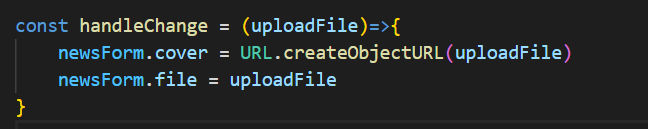 const handleChange = (uploadFile)=>{
    newsForm.cover = URL.createObjectURL(uploadFile)
    newsForm.file = uploadFile
}